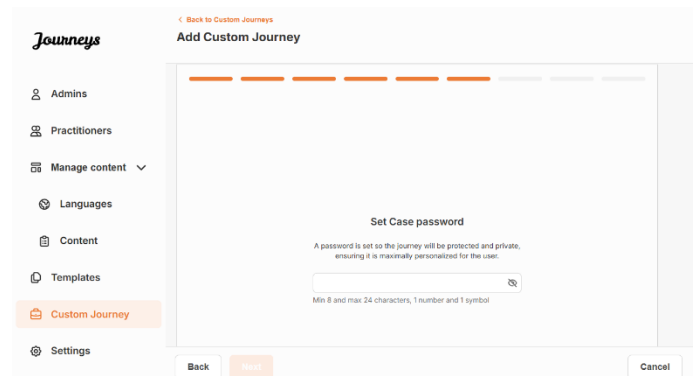 Journeys
Back to Custom Journeys
Add Custom Journey
Admins
Practitioners
Manage content
Languages
Content
Templates
Custom Journey
Settings
Set Case password
A password is set so the journey will be protected and private,
ensuring it is maximally personalized for the user.
Min 8 and max 24 characters, 1 number and 1 symbol
Back
Next
Cancel